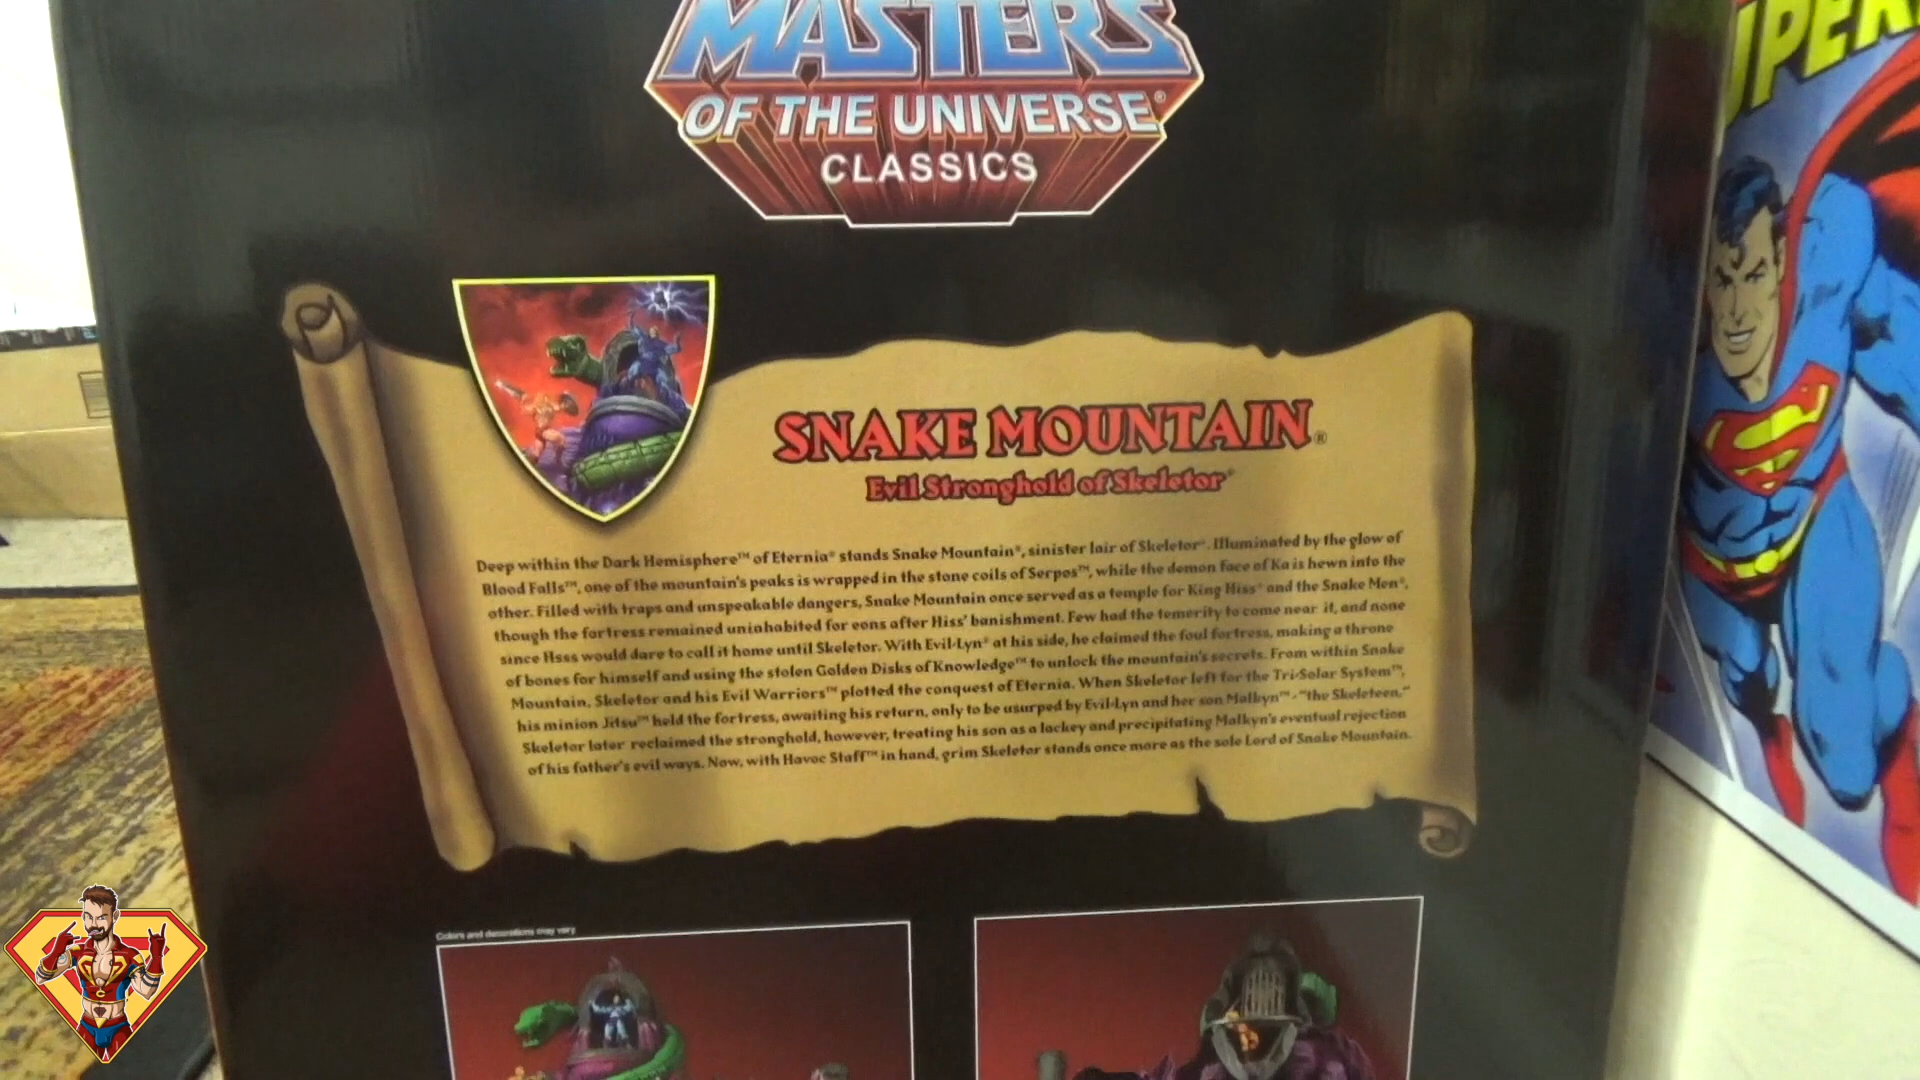 MASTERS
OF THE UNIVERSE®
CLASSICS
SNAKE MOUNTAIN®
Evil Stronghold of Skeletor®
Deep within the Dark Hemisphere™ of Eternia® stands Snake Mountain®, sinister lair of Skeletor®. Illuminated by the glow of
Blood Falls™, one of the mountain's peaks is wrapped in the stone coils of Serpos™, while the demon face of Ka is hewn into the
other. Filled with traps and unspeakable dangers, Snake Mountain once served as a temple for King Hiss® and the Snake Men®,
though the fortress remained uninhabited for eons after Hiss' banishment. Few had the temerity to come near it, and none
since Hsss would dare to call it home until Skeletor. With Evil-Lyn® at his side, he claimed the foul fortress, making a throne
of bones for himself and using the stolen Golden Disks of Knowledge™ to unlock the mountain's secrets. From within Snake
Mountain, Skeletor and his Evil Warriors™ plotted the conquest of Eternia. When Skeletor left for the Tri-Solar System™,
his minion Jitsu™ held the fortress, awaiting his return, only to be usurped by Evil-Lyn and her son Malkyn™ - "the Skeleteen."
Skeletor later reclaimed the stronghold, however, treating his son as a lackey and precipitating Malkyn's eventual rejection
of his father's evil ways. Now, with Havoc Staff™ in hand, grim Skeletor stands once more as the sole Lord of Snake Mountain.
Colors and decorations may vary.
UPER